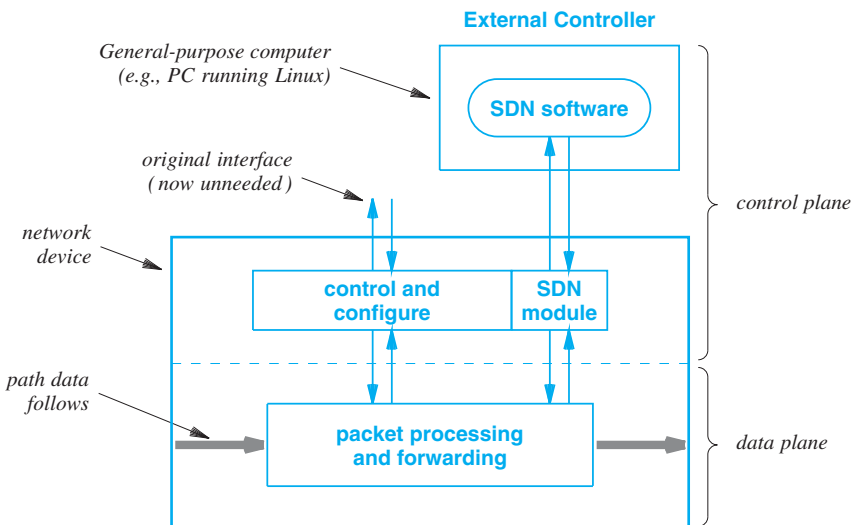 External Controller
General-purpose computer
(e.g., PC running Linux)
SDN software
original interface
(now unneeded)
control plane
network
device
control and
configure
SDN
module
path data
follows
packet processing
and forwarding
data plane